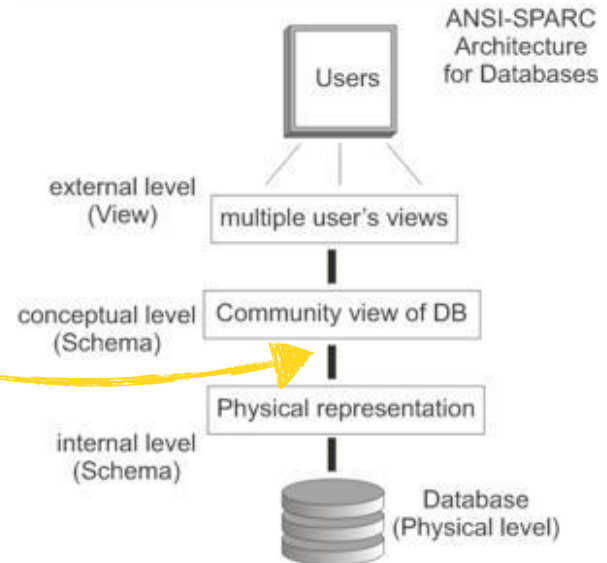 ANSI-SPARC
Architecture
for Databases
Users
external level
(View)
multiple user's views
conceptual level
(Schema)
Community view of DB
Physical representation
internal level
(Schema)
Database
(Physical level)